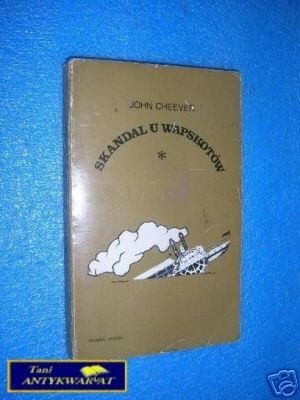 JOHN CHEEVER
SKANDAL U WAPSHOTÓW
*
Tani
ANTYKWARIAT